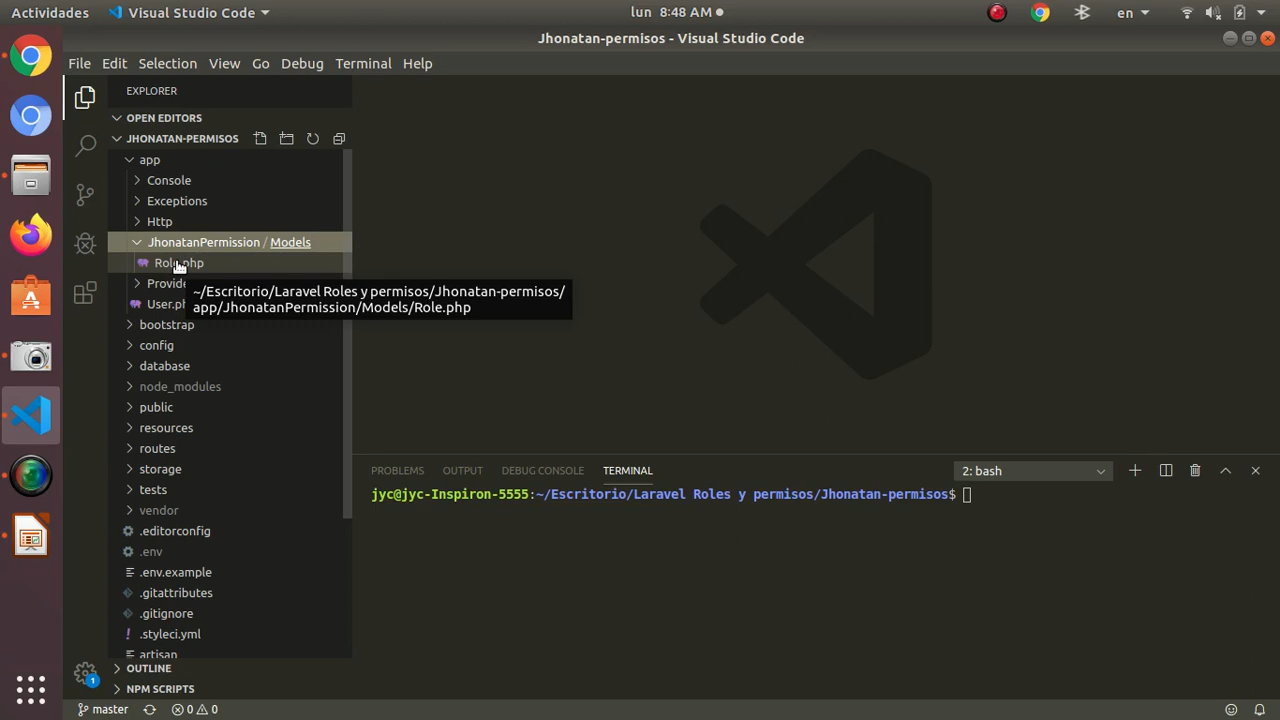 Actividades Visual Studio Code lun 8:48 AM en
Jhonatan-permisos - Visual Studio Code
File Edit Selection View Go Debug Terminal Help
EXPLORER
OPEN EDITORS
JHONATAN-PERMISOS
app
Console
Exceptions
Http
JhonatanPermission / Models
Role.php
~/Escritorio/Laravel Roles y permisos/Jhonatan-permisos/
app/JhonatanPermission/Models/Role.php
Provide
User.ph
bootstrap
config
database
node_modules
public
resources
routes
storage
tests
vendor
.editorconfig
.env
.env.example
.gitattributes
.gitignore
.styleci.yml
artisan
OUTLINE
NPM SCRIPTS
PROBLEMS OUTPUT DEBUG CONSOLE TERMINAL 2: bash
jyc@jyc-Inspiron-5555:~/Escritorio/Laravel Roles y permisos/Jhonatan-permisos$
1
master 0 0